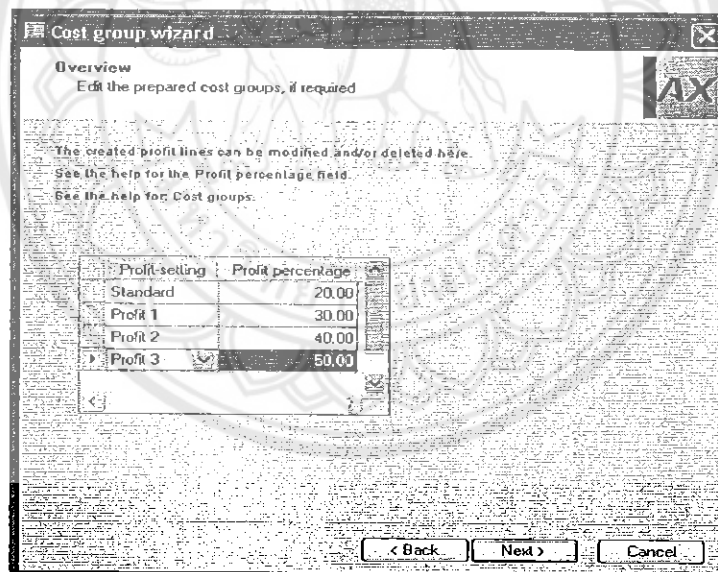 Cost group wizard
Overview
Edit the prepared cost groups, if required
AX
The created profit lines can be modified and/or deleted here.
See the help for the Profit percentage field.
See the help for: Cost groups.
Profit-setting Profit percentage
Standard 20.00
Profit 1 30.00
Profit 2 40.00
Profit 3 50.00
< Back Next > Cancel